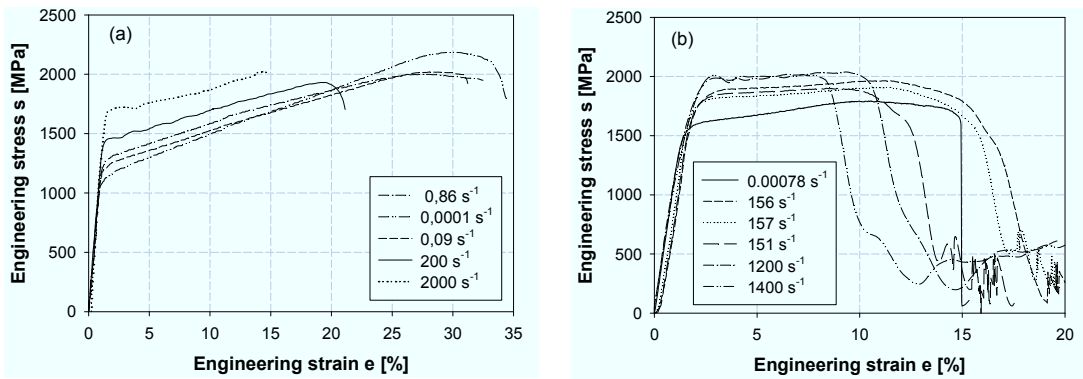 (a)
Engineering stress s [MPa]
2500
2000
1500
1000
500
0
0,86 s⁻¹
0,0001 s⁻¹
0,09 s⁻¹
200 s⁻¹
2000 s⁻¹
0 5 10 15 20 25 30 35
Engineering strain e [%]
(b)
Engineering stress s [MPa]
2500
2000
1500
1000
500
0
0.00078 s⁻¹
156 s⁻¹
157 s⁻¹
151 s⁻¹
1200 s⁻¹
1400 s⁻¹
0 5 10 15 20
Engineering strain e [%]